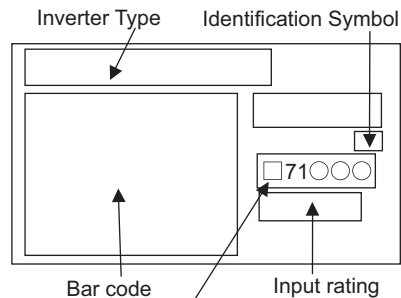 Inverter Type Identification Symbol
□71○○○
Bar code Input rating